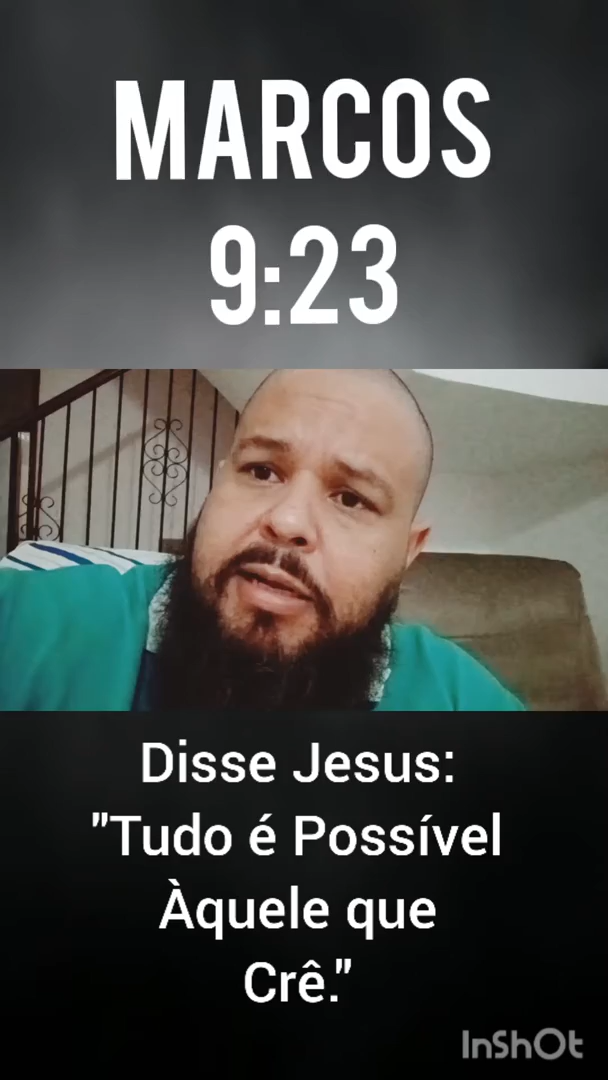 MARCOS
9:23
Disse Jesus:
"Tudo é Possível
Àquele que
Crê."
InShOt